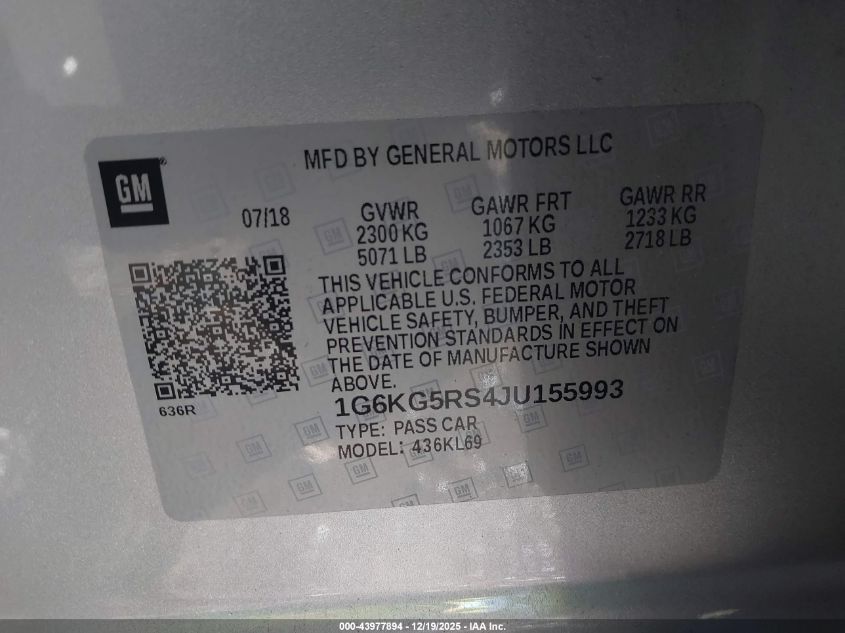 MFD BY GENERAL MOTORS LLC
GM
07/18
GVWR
2300 KG
5071 LB
GAWR FRT
1067 KG
2353 LB
GAWR RR
1233 KG
2718 LB
THIS VEHICLE CONFORMS TO ALL
APPLICABLE U.S. FEDERAL MOTOR
VEHICLE SAFETY, BUMPER, AND THEFT
PREVENTION STANDARDS IN EFFECT ON
THE DATE OF MANUFACTURE SHOWN
ABOVE.
636R
1G6KG5RS4JU155993
TYPE: PASS CAR
MODEL: 436KL69
000-43977894 - 12/19/2025 - IAA Inc.